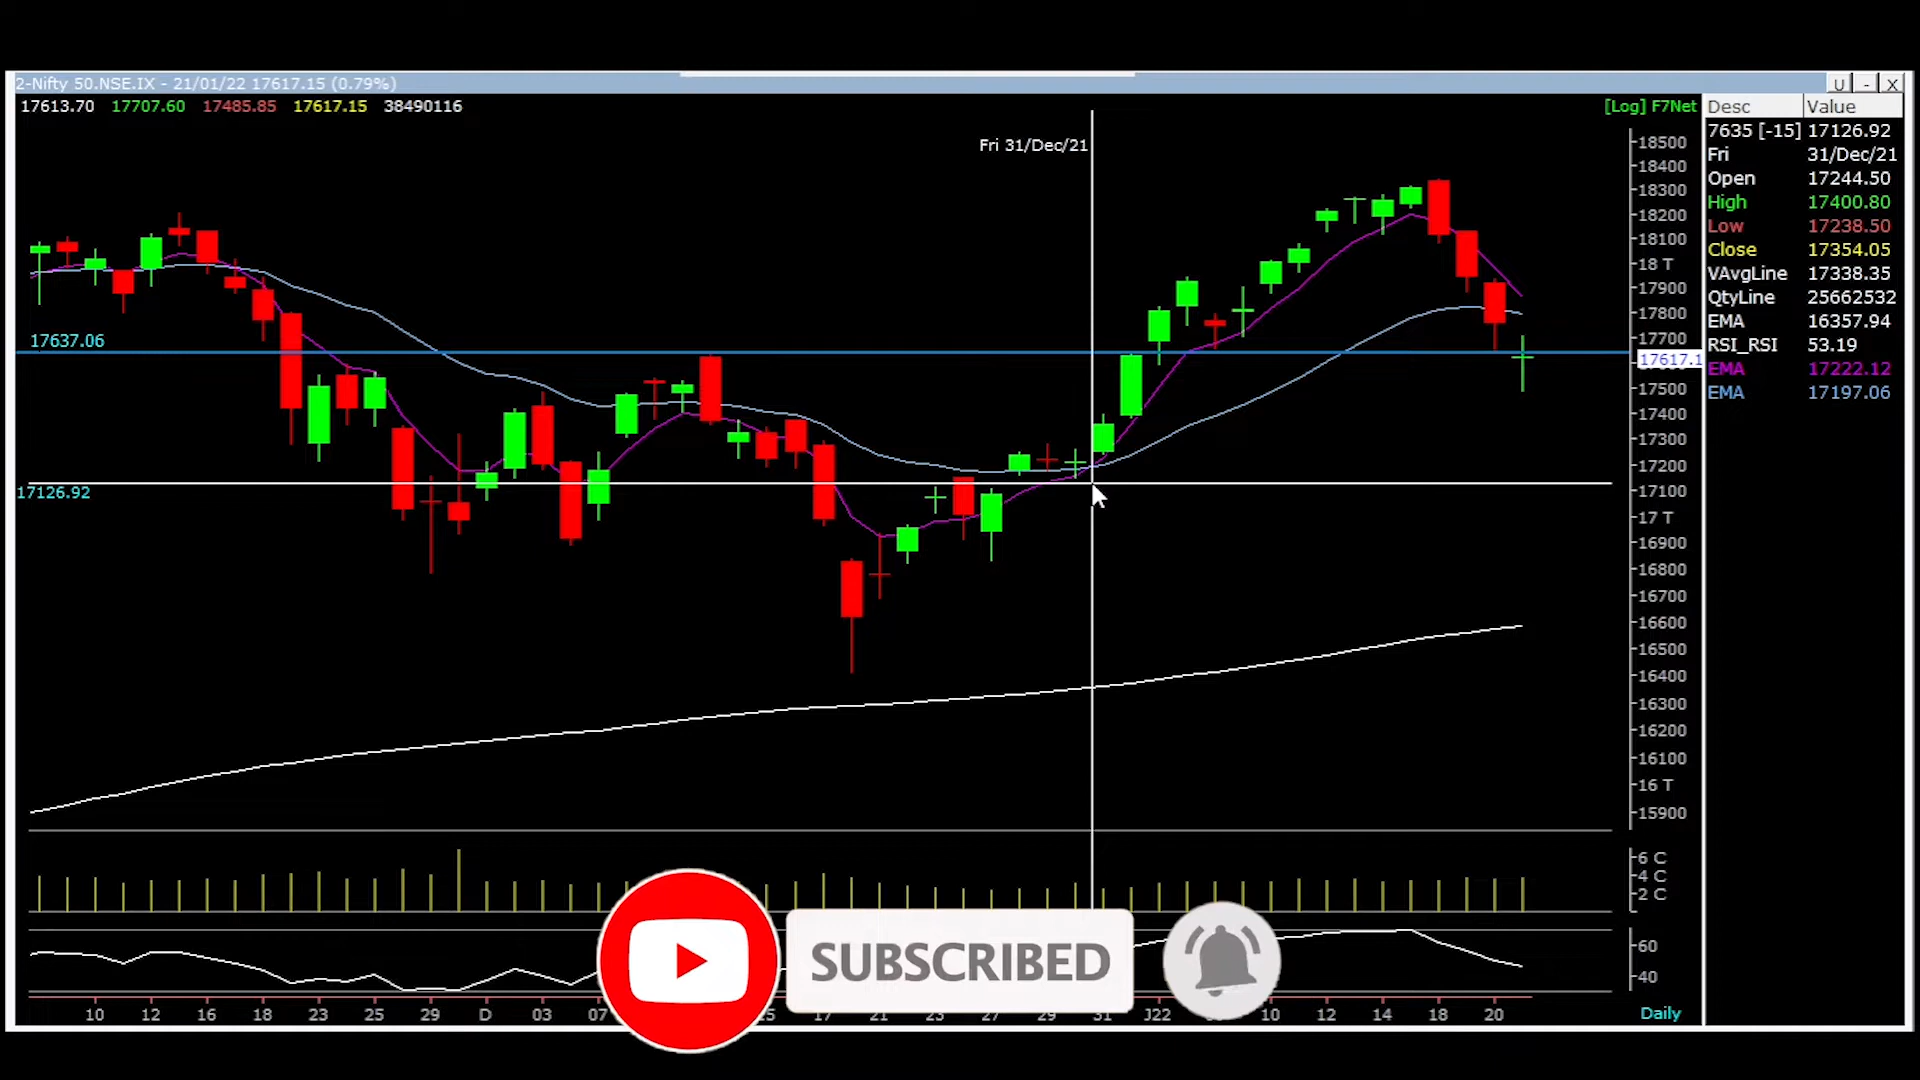 2-Nifty 50.NSE.IX - 21/01/22 17617.15 (0.79%)
U - X
17613.70 17707.60 17485.85 17617.15 38490116
[Log] F7Net
Desc Value
7635 [-15] 17126.92
Fri 31/Dec/21
Open 17244.50
High 17400.80
Low 17238.50
Close 17354.05
VAvgLine 17338.35
QtyLine 25662532
EMA 16357.94
RSI_RSI 53.19
EMA 17222.12
EMA 17197.06
Fri 31/Dec/21
18500
18400
18300
18200
18100
18 T
17900
17800
17700
17617.1
17500
17400
17300
17200
17100
17 T
16900
16800
16700
16600
16500
16400
16300
16200
16100
16 T
15900
17637.06
17126.92
6 C
4 C
2 C
60
40
SUBSCRIBED
10 12 16 18 23 25 29 D 03 07 17 21 23 27 29 31 J22 10 12 14 18 20
Daily